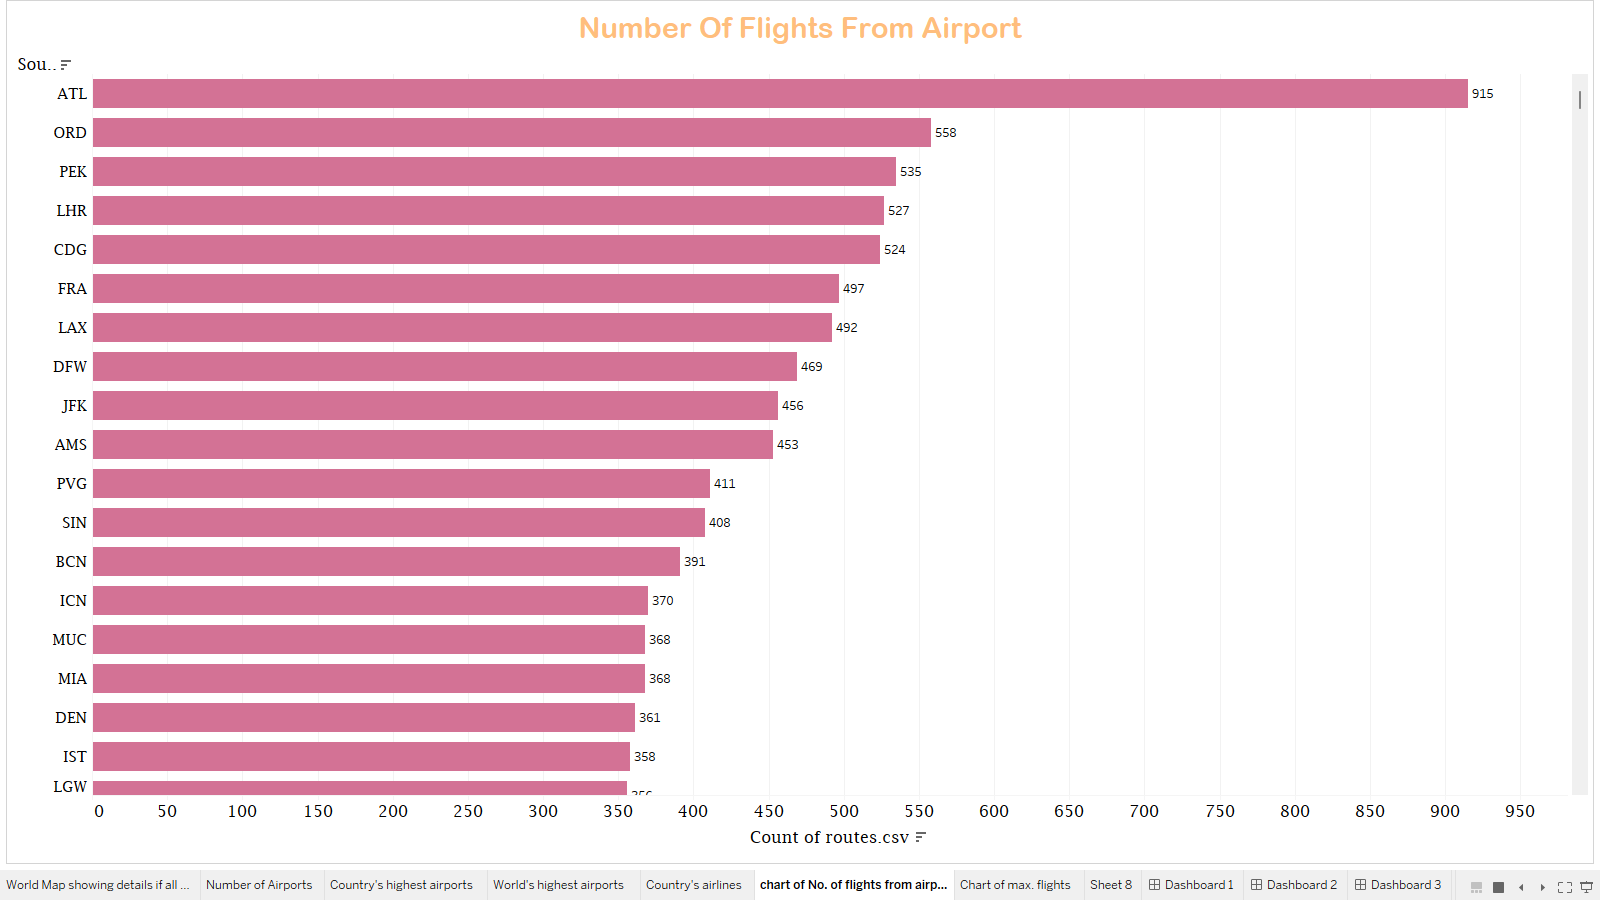 Number Of Flights From Airport
Sou..
ATL 915
ORD 558
PEK 535
LHR 527
CDG 524
FRA 497
LAX 492
DFW 469
JFK 456
AMS 453
PVG 411
SIN 408
BCN 391
ICN 370
MUC 368
MIA 368
DEN 361
IST 358
LGW
0 50 100 150 200 250 300 350 400 450 500 550 600 650 700 750 800 850 900 950
Count of routes.csv
World Map showing details if all ... Number of Airports Country's highest airports World's highest airports Country's airlines chart of No. of flights from airp... Chart of max. flights Sheet 8 Dashboard 1 Dashboard 2 Dashboard 3